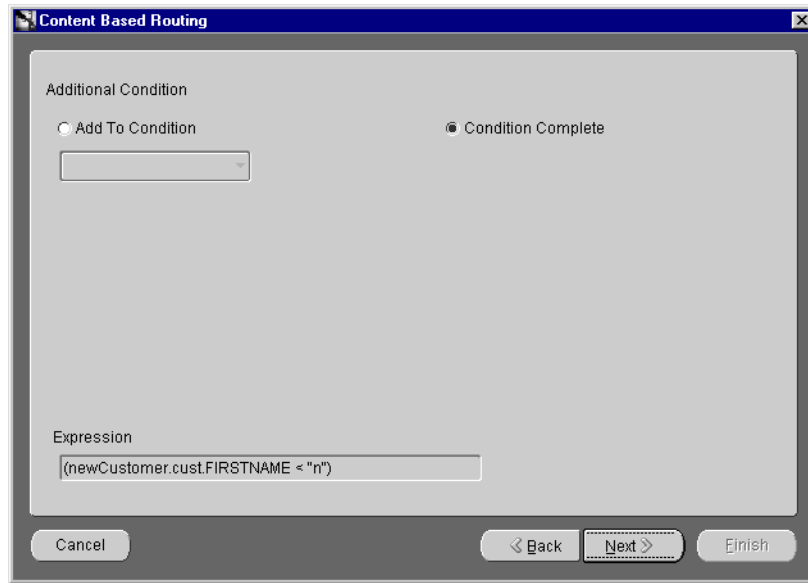 Content Based Routing
Additional Condition
Add To Condition
Condition Complete
Expression
(newCustomer.cust.FIRSTNAME < "n")
Cancel
Back
Next
Finish